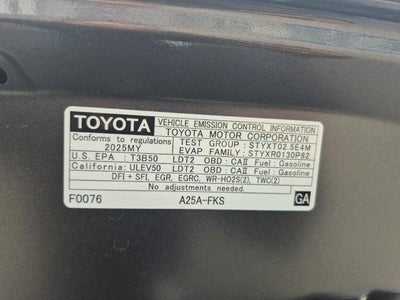 TOYOTA VEHICLE EMISSION CONTROL INFORMATION
TOYOTA MOTOR CORPORATION
Conforms to regulations TEST GROUP : STYXT02.5E4M
2025MY EVAP FAMILY : STYXR0130P82
U.S. EPA : T3B50 LDT2 OBD : CAII Fuel : Gasoline
California: ULEV50 LDT2 OBD : CAII Fuel : Gasoline
DFI + SFI, EGR, EGRC, WR-HO2S(2), TWC(2)
No adjustments needed.
F0076 A25A-FKS GA